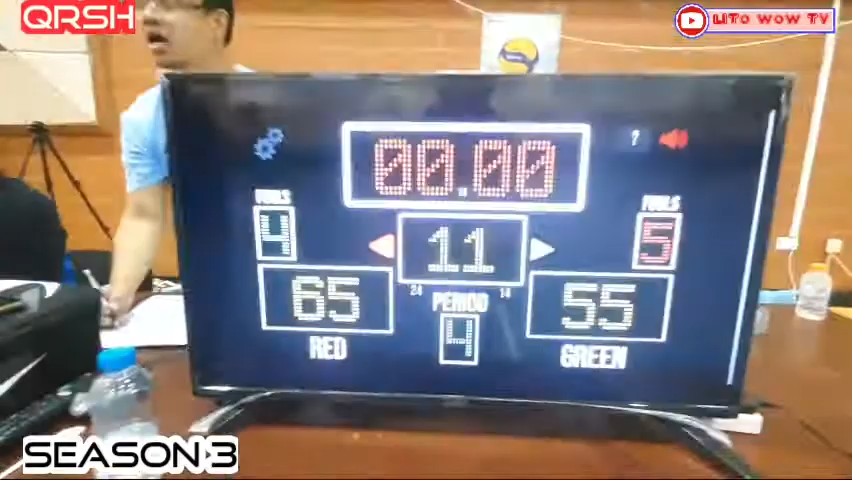 QRSH
LITO WOW TV
00:00
?
FOULS
4
FOULS
5
11
24
14
65
PERIOD
4
55
RED
GREEN
SEASON 3